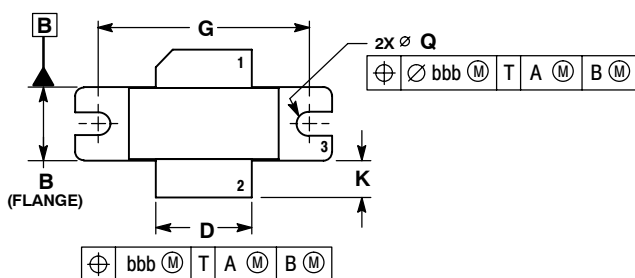 B
G
2X ⌀ Q
1
⌖ ⌀ bbb Ⓜ T A Ⓜ B Ⓜ
3
B
(FLANGE)
K
2
D
⌖ bbb Ⓜ T A Ⓜ B Ⓜ